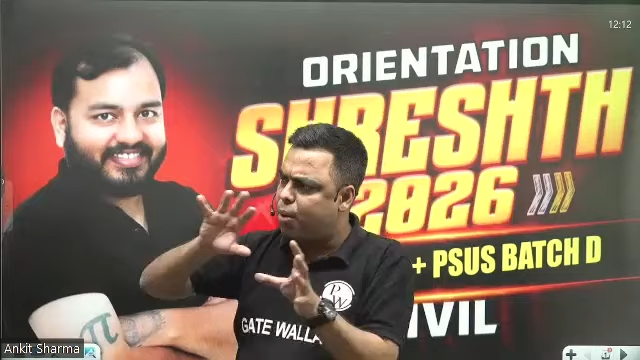 12:12
ORIENTATION
SHRESHTH
2026
+ PSUS BATCH D
IVIL
P
W
GATE WALLA
π
Ankit Sharma